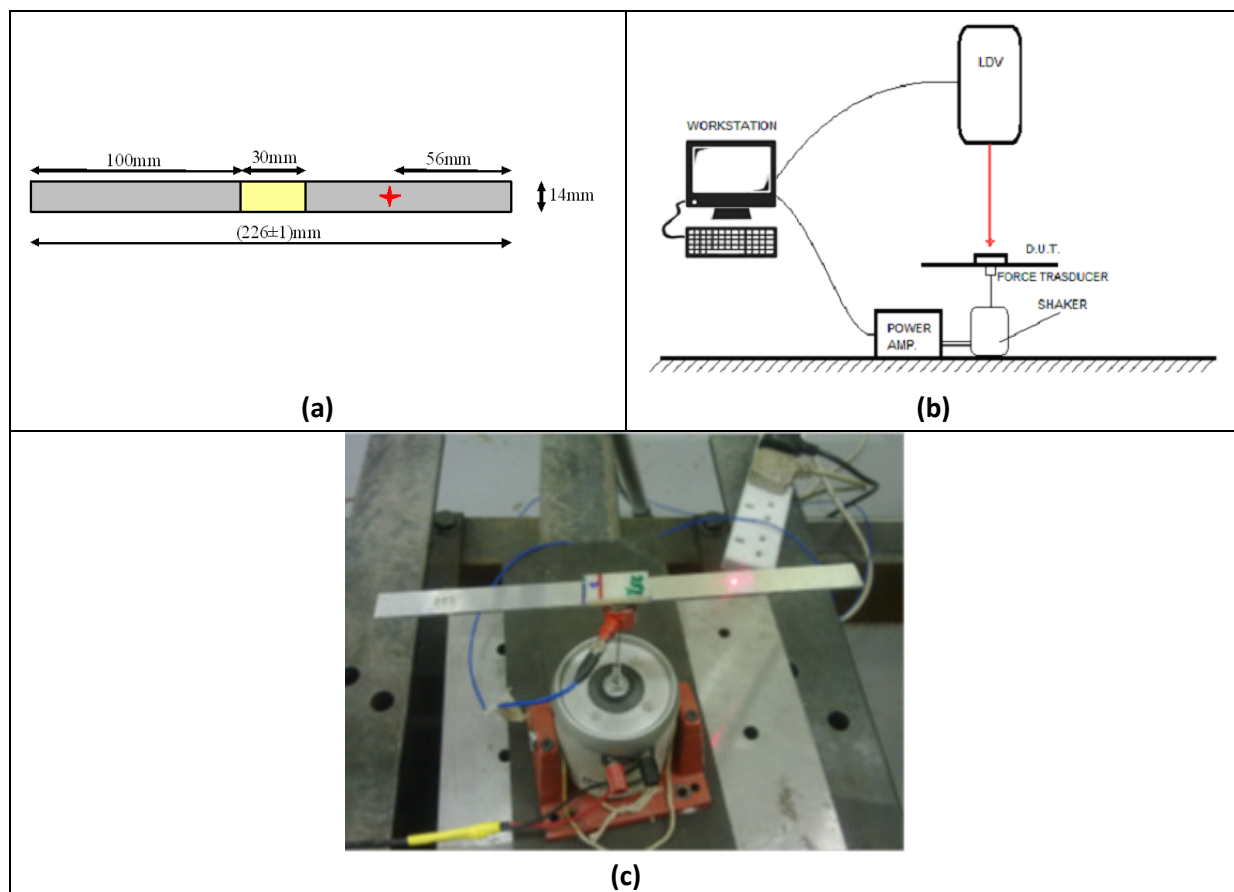 100mm
30mm
56mm
14mm
(226±1)mm
(a)
LDV
WORKSTATION
D.U.T.
FORCE TRASDUCER
SHAKER
POWER
AMP.
(b)
(c)